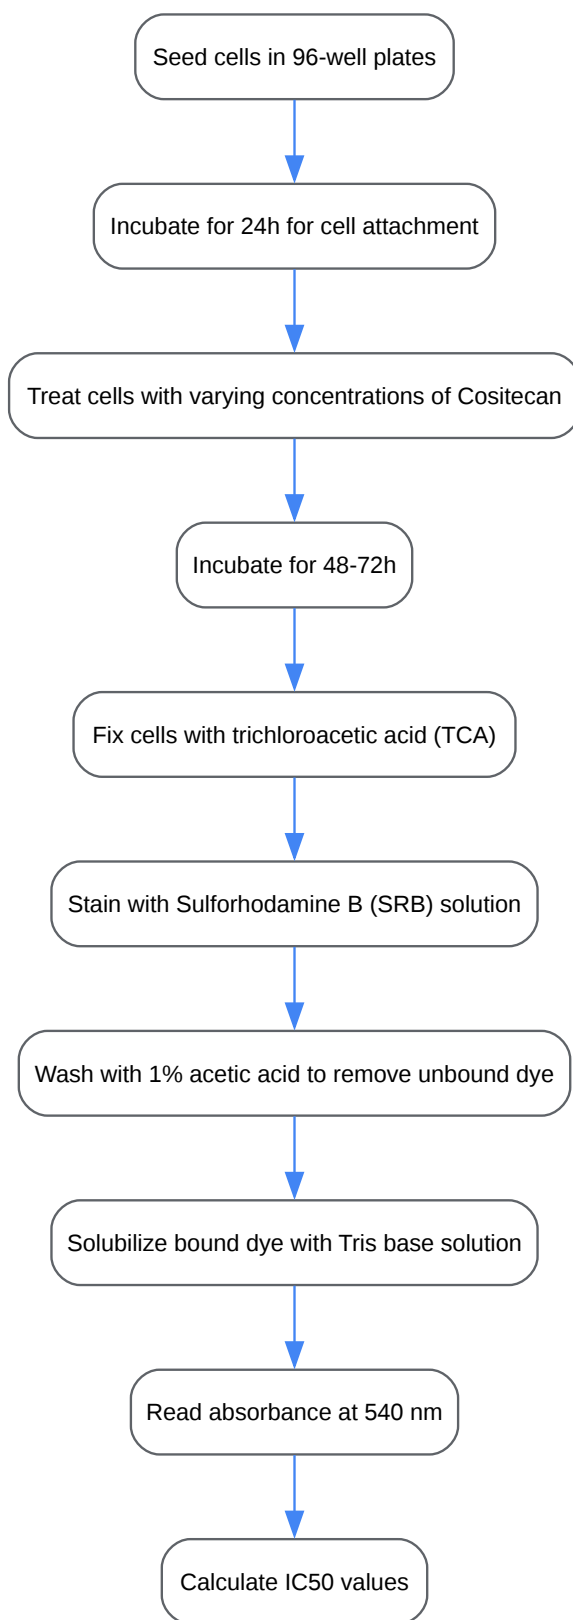 Seed cells in 96-well plates
Incubate for 24h for cell attachment
Treat cells with varying concentrations of Cositecan
Incubate for 48-72h
Fix cells with trichloroacetic acid (TCA)
Stain with Sulforhodamine B (SRB) solution
Wash with 1% acetic acid to remove unbound dye
Solubilize bound dye with Tris base solution
Read absorbance at 540 nm
Calculate IC50 values